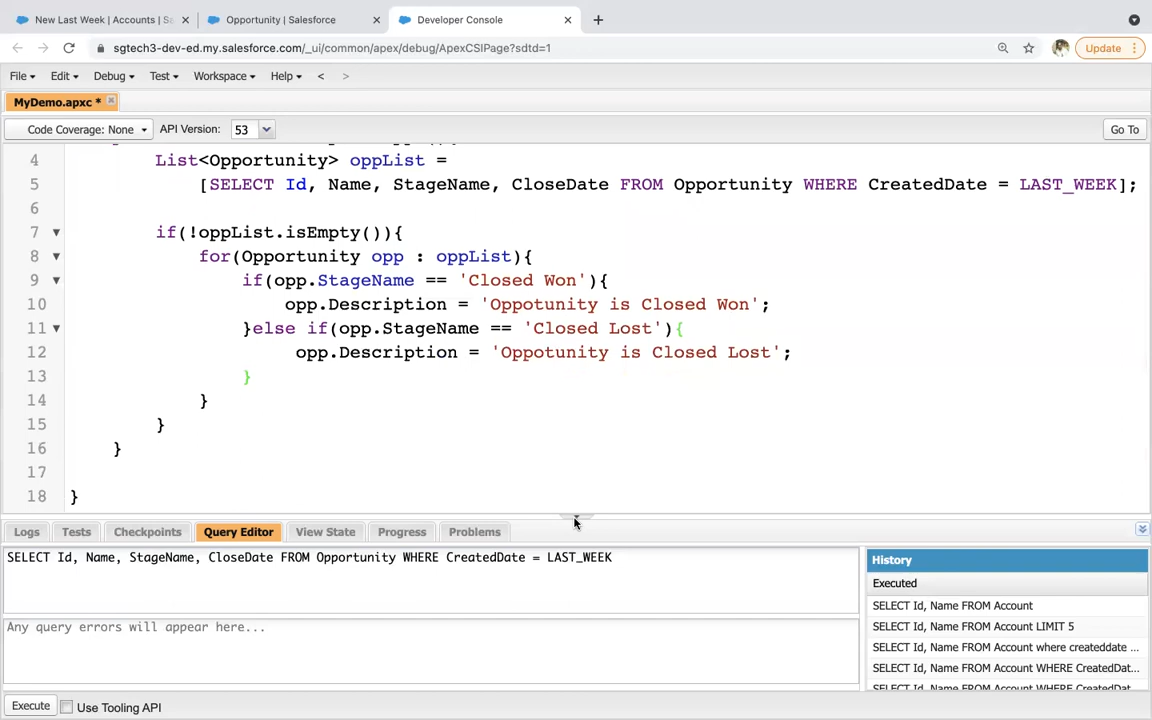 New Last Week | Accounts | Sa
Opportunity | Salesforce
Developer Console
sgtech3-dev-ed.my.salesforce.com/_ui/common/apex/debug/ApexCSIPage?sdtd=1
Update
File Edit Debug Test Workspace Help < >
MyDemo.apxc *
Code Coverage: None API Version: 53 Go To
4 List<Opportunity> oppList =
5 [SELECT Id, Name, StageName, CloseDate FROM Opportunity WHERE CreatedDate = LAST_WEEK];
6
7 if(!oppList.isEmpty()){
8 for(Opportunity opp : oppList){
9 if(opp.StageName == 'Closed Won'){
10 opp.Description = 'Oppotunity is Closed Won';
11 }else if(opp.StageName == 'Closed Lost'){
12 opp.Description = 'Oppotunity is Closed Lost';
13 }
14 }
15 }
16 }
17
18 }
Logs Tests Checkpoints Query Editor View State Progress Problems
SELECT Id, Name, StageName, CloseDate FROM Opportunity WHERE CreatedDate = LAST_WEEK
Any query errors will appear here...
History
Executed
SELECT Id, Name FROM Account
SELECT Id, Name FROM Account LIMIT 5
SELECT Id, Name FROM Account where createddate ...
SELECT Id, Name FROM Account WHERE CreatedDat...
SELECT Id, Name FROM Account WHERE CreatedDat...
Execute Use Tooling API